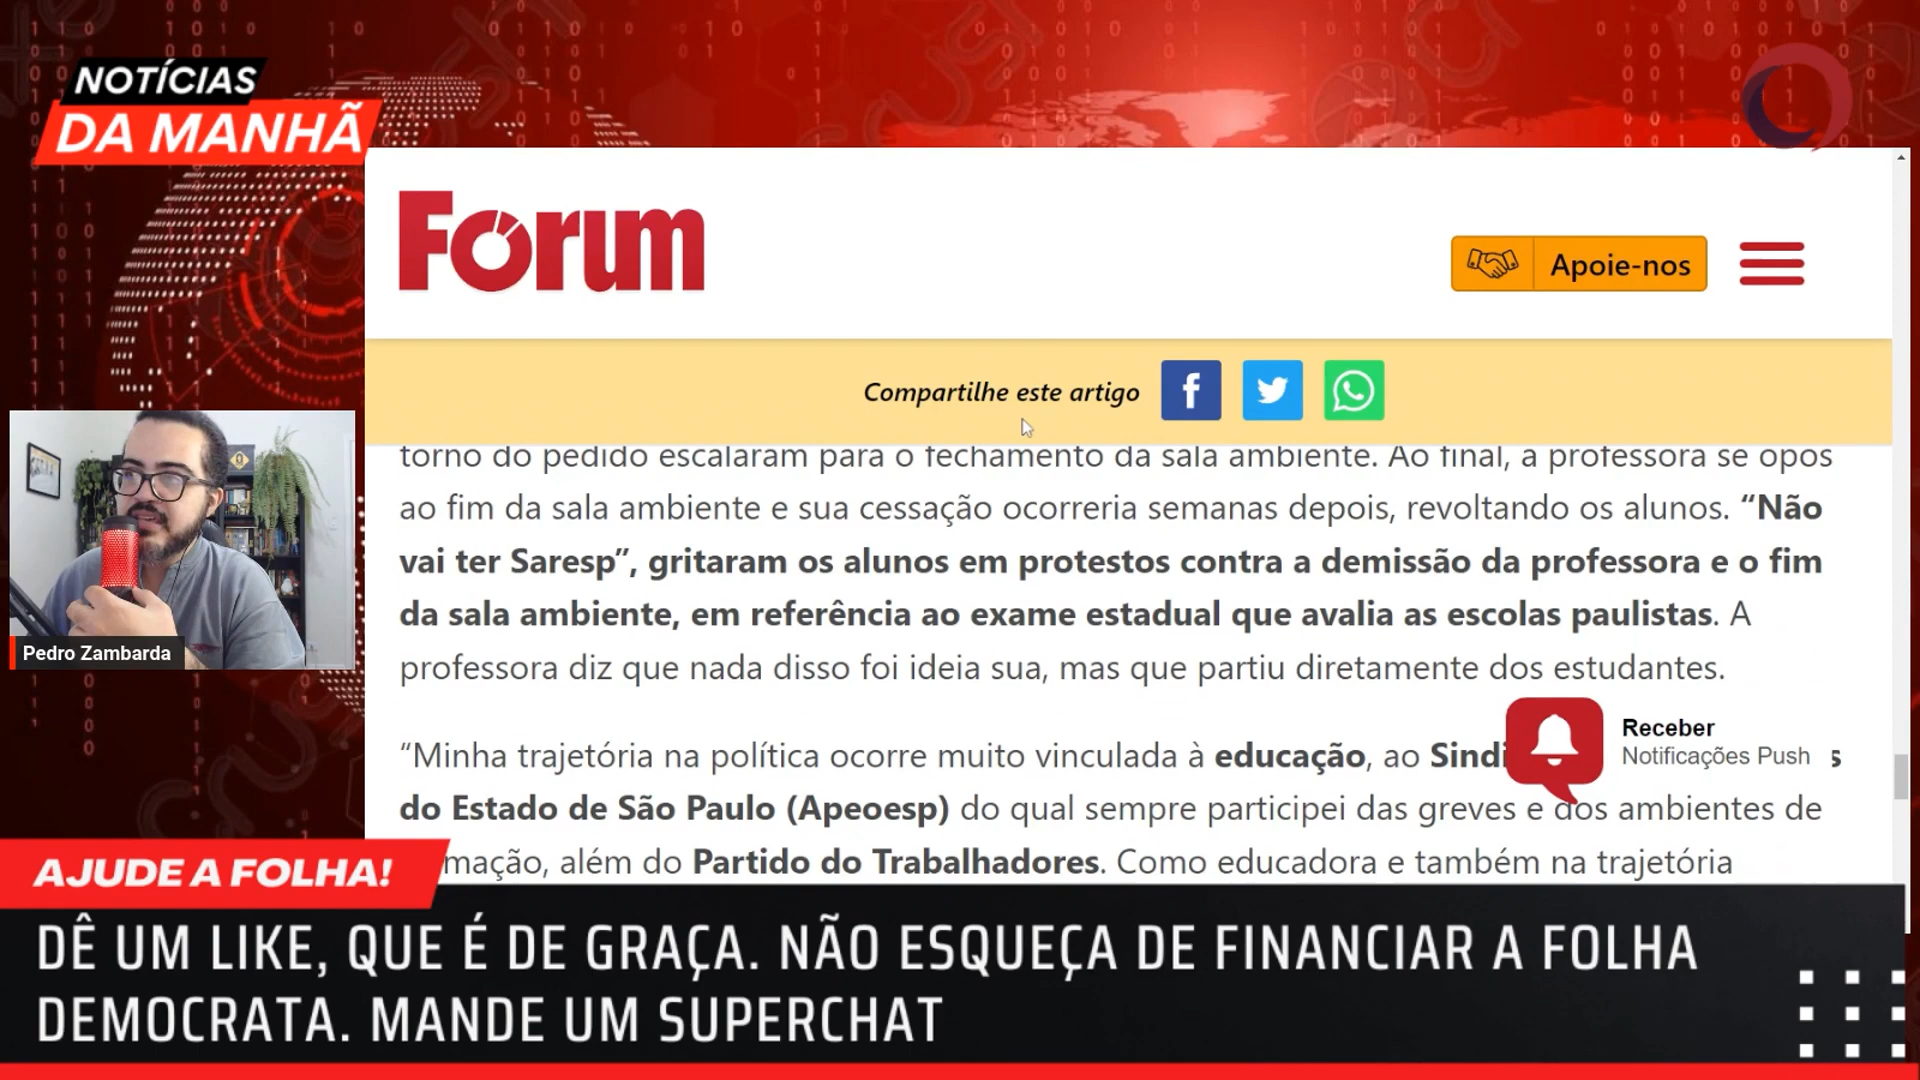 NOTÍCIAS
DA MANHÃ
Forum
Apoie-nos
Compartilhe este artigo
torno do pedido escalaram para o fechamento da sala ambiente. Ao final, a professora se opôs
ao fim da sala ambiente e sua cessação ocorreria semanas depois, revoltando os alunos. “Não
vai ter Saresp”, gritaram os alunos em protestos contra a demissão da professora e o fim
da sala ambiente, em referência ao exame estadual que avalia as escolas paulistas. A
professora diz que nada disso foi ideia sua, mas que partiu diretamente dos estudantes.
Receber
Notificações Push
“Minha trajetória na política ocorre muito vinculada à educação, ao
do Estado de São Paulo (Apeoesp) do qual sempre participei das greves e dos ambientes de
além do Partido do Trabalhadores. Como educadora e também na trajetória
Pedro Zambarda
AJUDE A FOLHA!
DÊ UM LIKE, QUE É DE GRAÇA. NÃO ESQUEÇA DE FINANCIAR A FOLHA
DEMOCRATA. MANDE UM SUPERCHAT